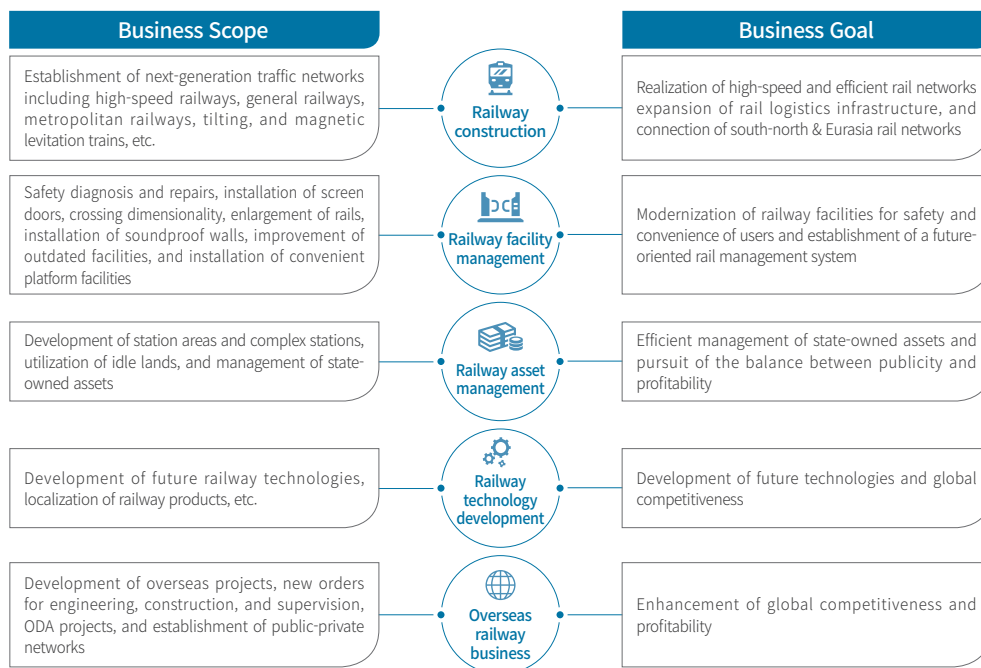 Business Scope
Business Goal
Establishment of next-generation traffic networks
including high-speed railways, general railways,
metropolitan railways, tilting, and magnetic
levitation trains, etc.
Railway
construction
Realization of high-speed and efficient rail networks
expansion of rail logistics infrastructure, and
connection of south-north & Eurasia rail networks
Safety diagnosis and repairs, installation of screen
doors, crossing dimensionality, enlargement of rails,
installation of soundproof walls, improvement of
outdated facilities, and installation of convenient
platform facilities
Railway facility
management
Modernization of railway facilities for safety and
convenience of users and establishment of a future-
oriented rail management system
Development of station areas and complex stations,
utilization of idle lands, and management of state-
owned assets
Railway asset
management
Efficient management of state-owned assets and
pursuit of the balance between publicity and
profitability
Development of future railway technologies,
localization of railway products, etc.
Railway
technology
development
Development of future technologies and global
competitiveness
Development of overseas projects, new orders
for engineering, construction, and supervision,
ODA projects, and establishment of public-private
networks
Overseas
railway
business
Enhancement of global competitiveness and
profitability